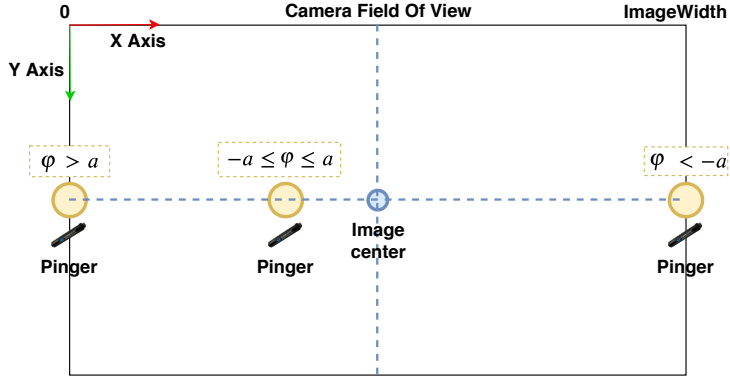 0
Camera Field Of View
ImageWidth
X Axis
Y Axis
φ > a
−a ≤ φ ≤ a
φ < −a
Image
center
Pinger
Pinger
Pinger